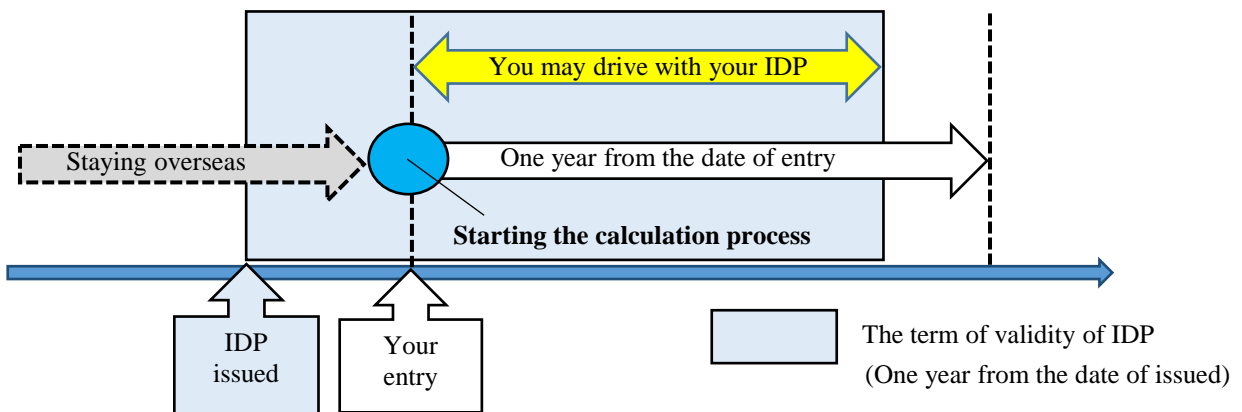 You may drive with your IDP
Staying overseas
One year from the date of entry
Starting the calculation process
IDP
issued
Your
entry
The term of validity of IDP
(One year from the date of issued)